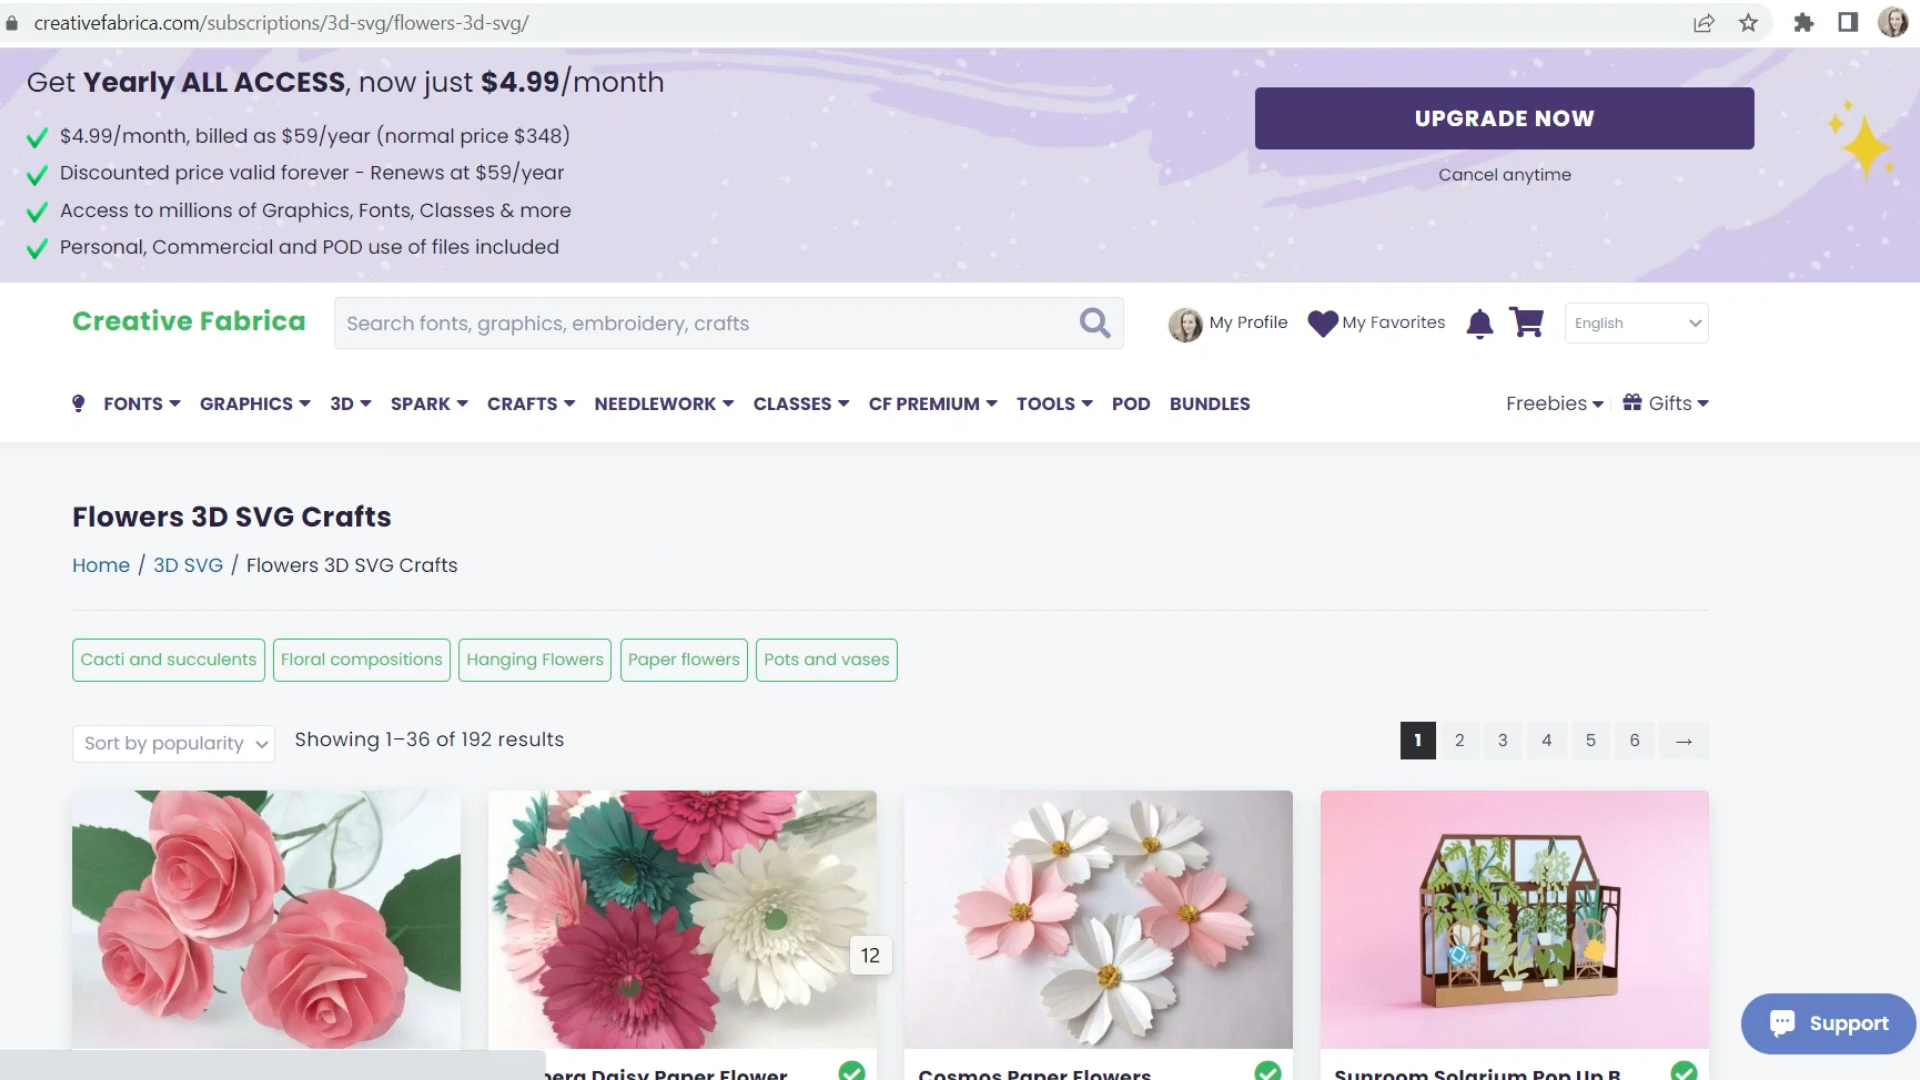 creativefabrica.com/subscriptions/3d-svg/flowers-3d-svg/
Get Yearly ALL ACCESS, now just $4.99/month
$4.99/month, billed as $59/year (normal price $348)
Discounted price valid forever - Renews at $59/year
Access to millions of Graphics, Fonts, Classes & more
Personal, Commercial and POD use of files included
UPGRADE NOW
Cancel anytime
Creative Fabrica
Search fonts, graphics, embroidery, crafts
My Profile
My Favorites
English
FONTS GRAPHICS 3D SPARK CRAFTS NEEDLEWORK CLASSES CF PREMIUM TOOLS POD BUNDLES
Freebies Gifts
Flowers 3D SVG Crafts
Home / 3D SVG / Flowers 3D SVG Crafts
Cacti and succulents Floral compositions Hanging Flowers Paper flowers Pots and vases
Sort by popularity
Showing 1–36 of 192 results
1 2 3 4 5 6 →
12
Support
Daisy Paper Flower
Cosmos Paper Flowers
Sunroom Solarium Pop Up B